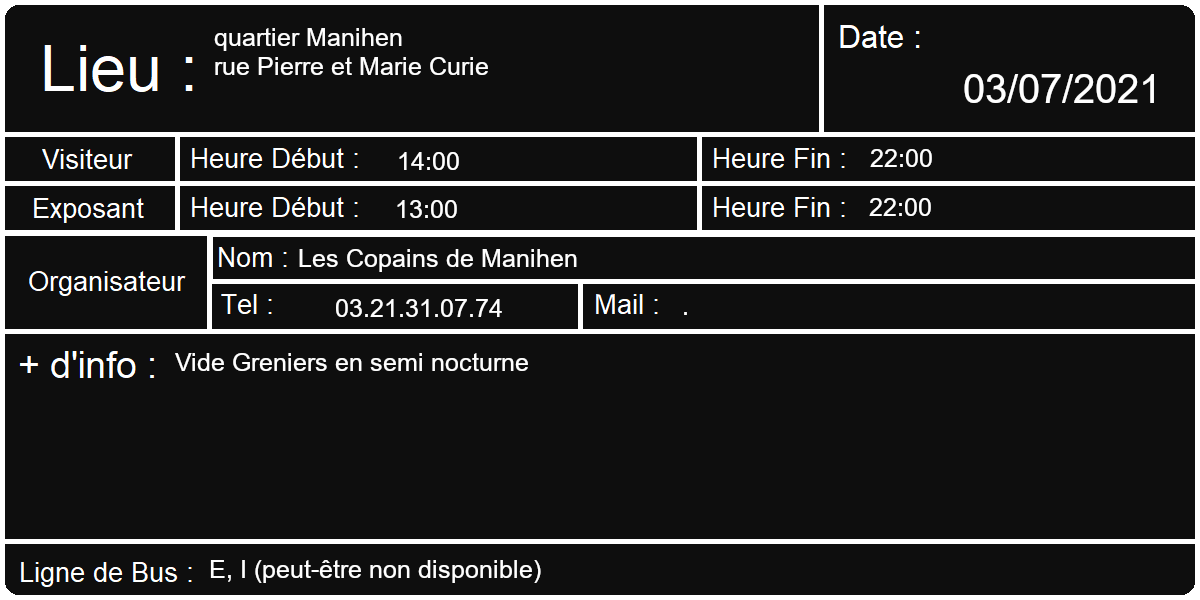 Lieu : quartier Manihen
rue Pierre et Marie Curie
Date :
03/07/2021
Visiteur Heure Début : 14:00 Heure Fin : 22:00
Exposant Heure Début : 13:00 Heure Fin : 22:00
Organisateur
Nom : Les Copains de Manihen
Tel : 03.21.31.07.74 Mail : .
+ d'info : Vide Greniers en semi nocturne
Ligne de Bus : E, I (peut-être non disponible)